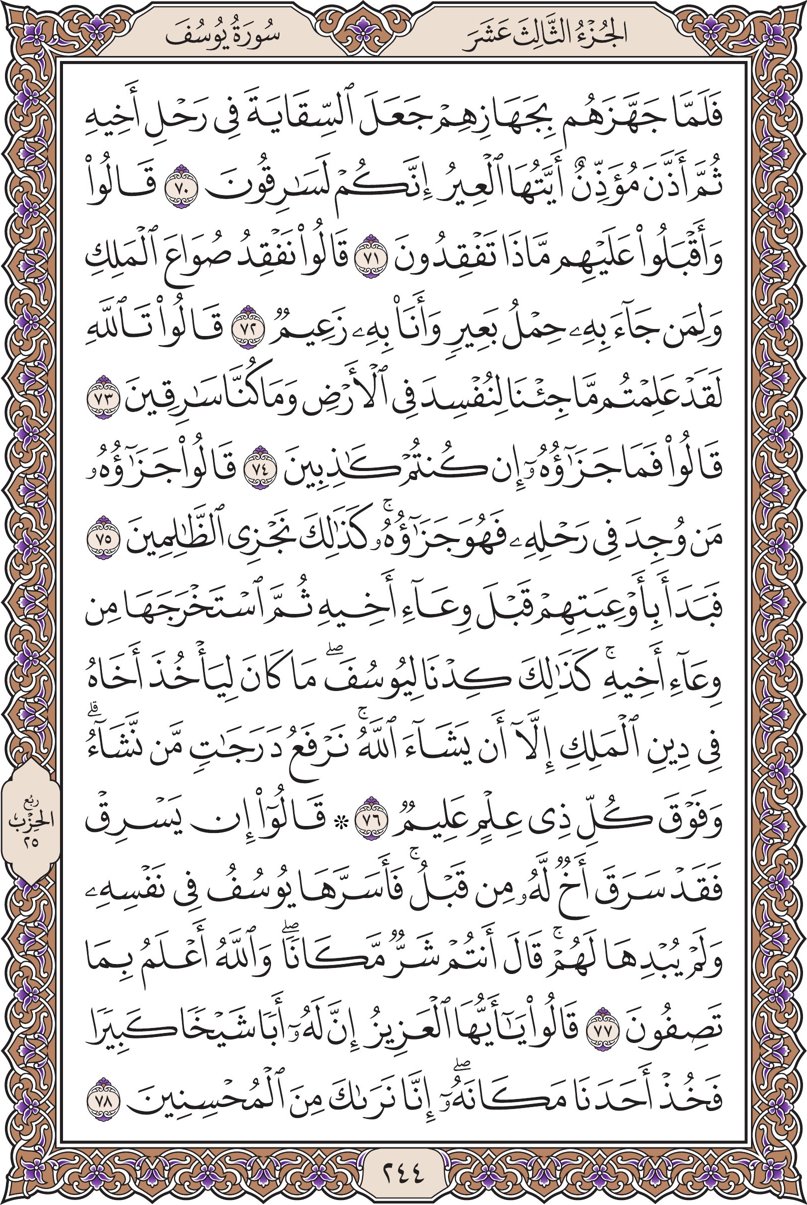 الجُزْءُ الثَّالِثَ عَشَرَ
سُورَةُ يُوسُفَ
فَلَمَّا جَهَّزَهُم بِجَهَازِهِمْ جَعَلَ ٱلسِّقَايَةَ فِى رَحْلِ أَخِيهِ
ثُمَّ أَذَّنَ مُؤَذِّنٌ أَيَّتُهَا ٱلْعِيرُ إِنَّكُمْ لَسَٰرِقُونَ ٧٠ قَالُوا۟
وَأَقْبَلُوا۟ عَلَيْهِم مَّاذَا تَفْقِدُونَ ٧١ قَالُوا۟ نَفْقِدُ صُوَاعَ ٱلْمَلِكِ
وَلِمَن جَآءَ بِهِۦ حِمْلُ بَعِيرٍ وَأَنَا۠ بِهِۦ زَعِيمٌ ٧٢ قَالُوا۟ تَٱللَّهِ
لَقَدْ عَلِمْتُم مَّا جِئْنَا لِنُفْسِدَ فِى ٱلْأَرْضِ وَمَا كُنَّا سَٰرِقِينَ ٧٣
قَالُوا۟ فَمَا جَزَٰٓؤُهُۥٓ إِن كُنتُمْ كَٰذِبِينَ ٧٤ قَالُوا۟ جَزَٰٓؤُهُۥ
مَن وُجِدَ فِى رَحْلِهِۦ فَهُوَ جَزَٰٓؤُهُۥ ۚ كَذَٰلِكَ نَجْزِى ٱلظَّٰلِمِينَ ٧٥
فَبَدَأَ بِأَوْعِيَتِهِمْ قَبْلَ وِعَآءِ أَخِيهِ ثُمَّ ٱسْتَخْرَجَهَا مِن
وِعَآءِ أَخِيهِ ۚ كَذَٰلِكَ كِدْنَا لِيُوسُفَ ۖ مَا كَانَ لِيَأْخُذَ أَخَاهُ
فِى دِينِ ٱلْمَلِكِ إِلَّآ أَن يَشَآءَ ٱللَّهُ ۚ نَرْفَعُ دَرَجَٰتٍ مَّن نَّشَآءُ ۗ
وَفَوْقَ كُلِّ ذِى عِلْمٍ عَلِيمٌ ٧٦ ۞ قَالُوٓا۟ إِن يَسْرِقْ
فَقَدْ سَرَقَ أَخٌ لَّهُۥ مِن قَبْلُ ۚ فَأَسَرَّهَا يُوسُفُ فِى نَفْسِهِۦ
وَلَمْ يُبْدِهَا لَهُمْ ۚ قَالَ أَنتُمْ شَرٌّ مَّكَانًا ۖ وَٱللَّهُ أَعْلَمُ بِمَا
تَصِفُونَ ٧٧ قَالُوا۟ يَٰٓأَيُّهَا ٱلْعَزِيزُ إِنَّ لَهُۥٓ أَبًا شَيْخًا كَبِيرًا
فَخُذْ أَحَدَنَا مَكَانَهُۥٓ ۖ إِنَّا نَرَىٰكَ مِنَ ٱلْمُحْسِنِينَ ٧٨
رُبُع
الحِزْب
٢٥
٢٤٤